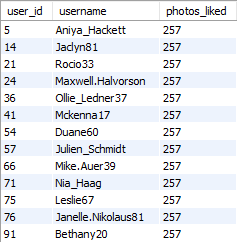 user_id username photos_liked
5 Aniya_Hackett 257
14 Jaclyn81 257
21 Rocio33 257
24 Maxwell.Halvorson 257
36 Ollie_Ledner37 257
41 Mckenna17 257
54 Duane60 257
57 Julien_Schmidt 257
66 Mike.Auer39 257
71 Nia_Haag 257
75 Leslie67 257
76 Janelle.Nikolaus81 257
91 Bethany20 257